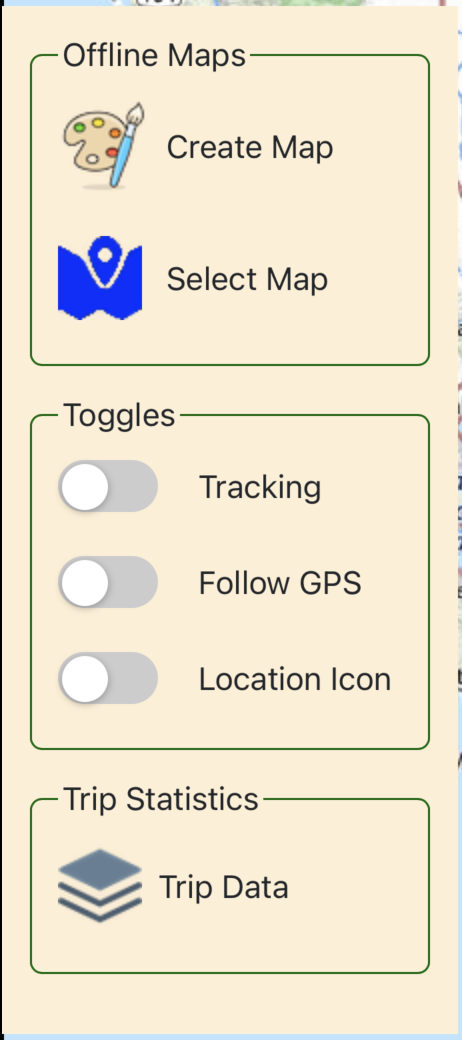 Offline Maps
Create Map
Select Map
Toggles
Tracking
Follow GPS
Location Icon
Trip Statistics
Trip Data